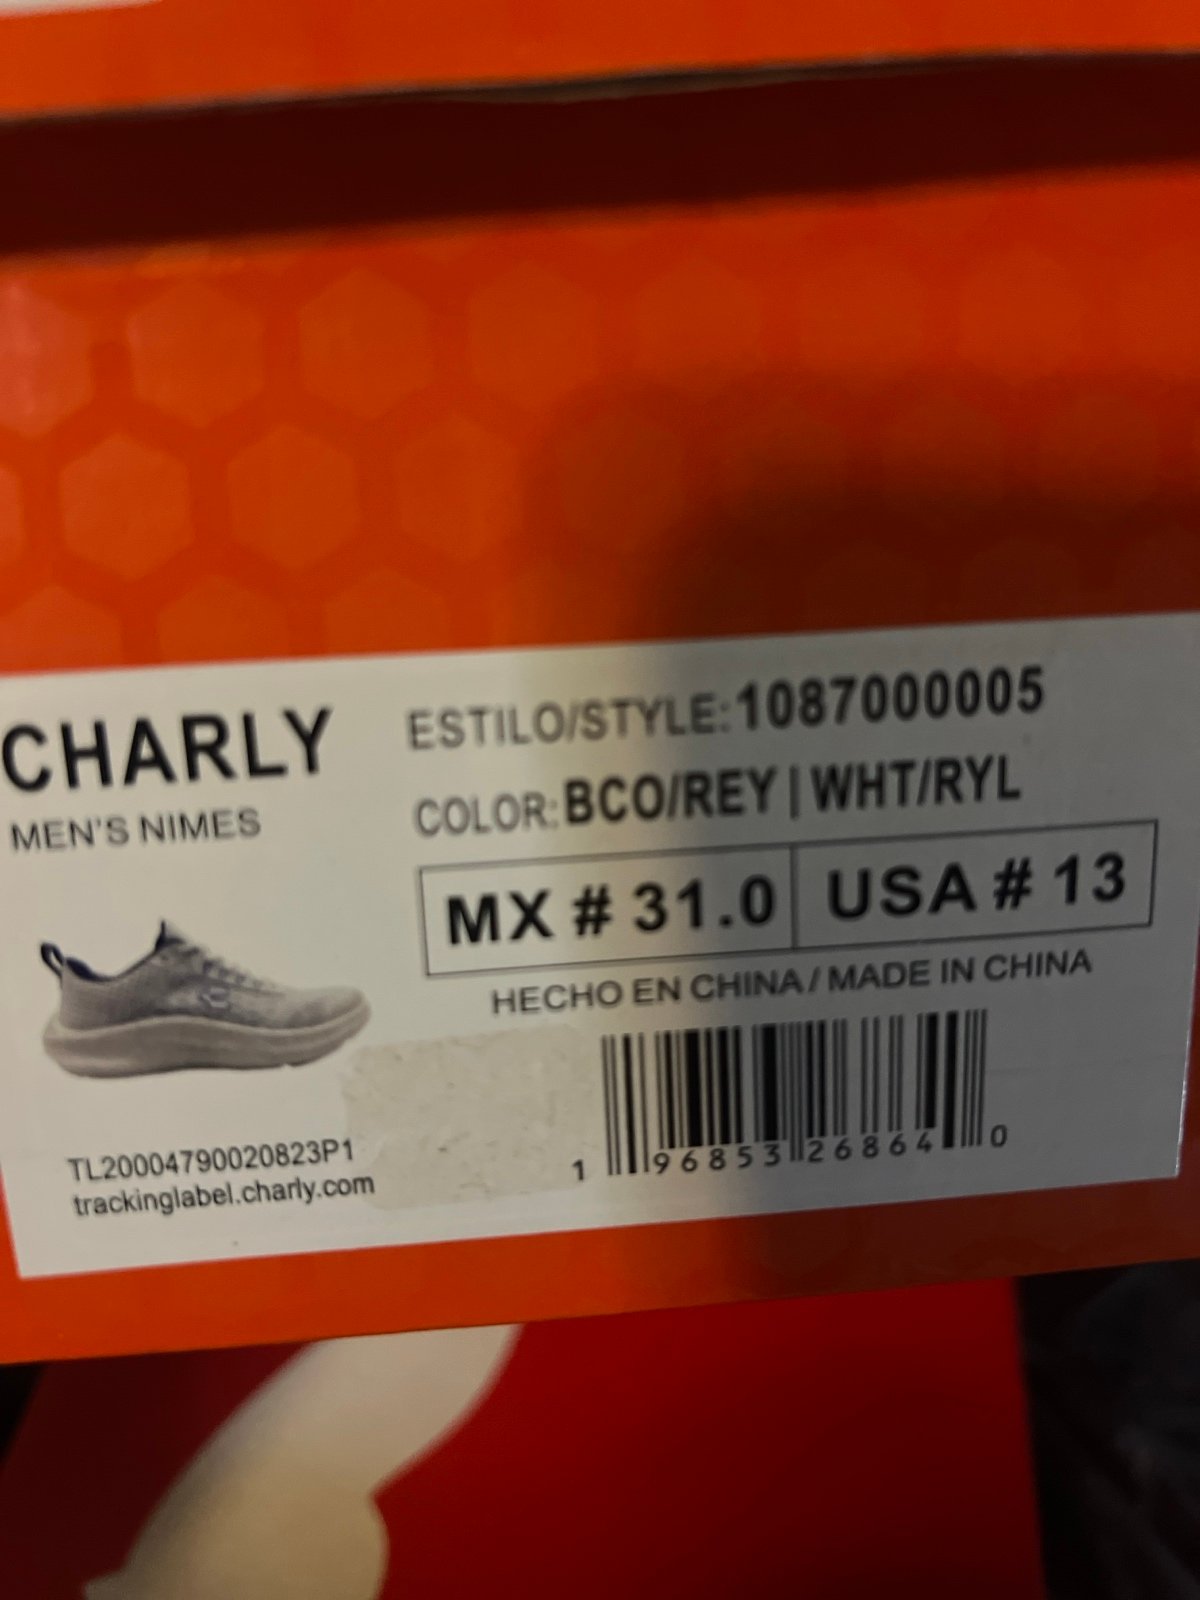 CHARLY
MEN'S NIMES
ESTILO/STYLE: 1087000005
COLOR: BCO/REY | WHT/RYL
MX # 31.0
USA # 13
HECHO EN CHINA / MADE IN CHINA
TL20004790020823P1
trackinglabel.charly.com
1 96853 26864 0